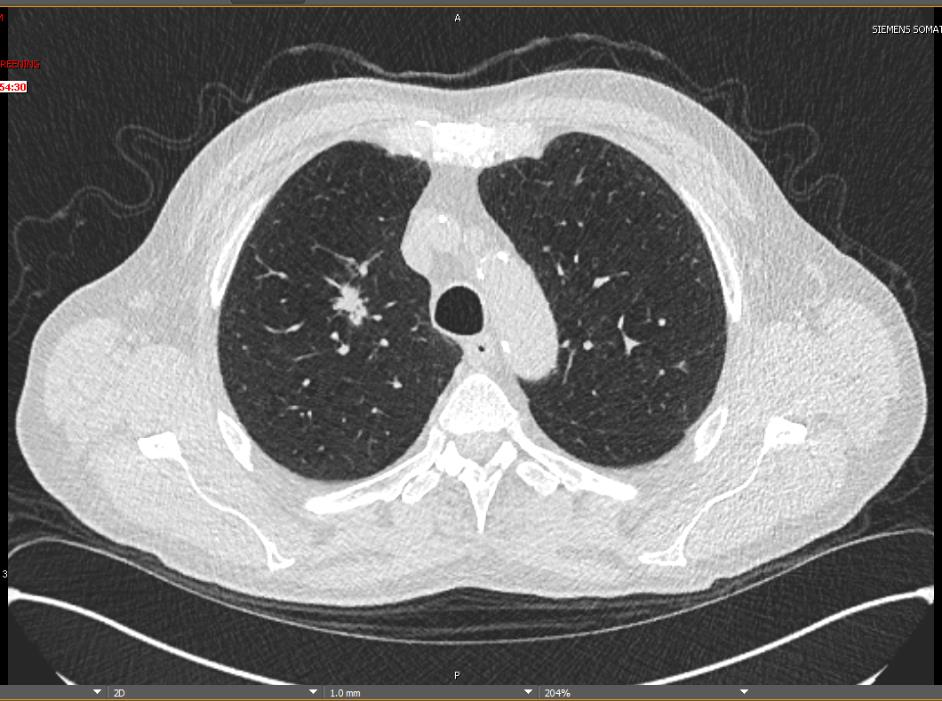 A
SIEMENS SOMAT
REENING
54:30
3
P
2D
1.0 mm
204%